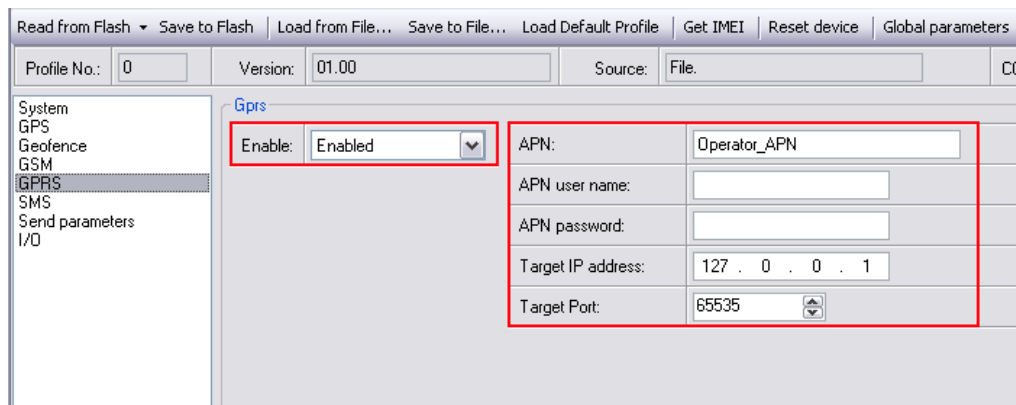 Read from Flash Save to Flash Load from File... Save to File... Load Default Profile Get IMEI Reset device Global parameters
Profile No.: 0 Version: 01.00 Source: File.
System
GPS
Geofence
GSM
GPRS
SMS
Send parameters
I/O
Gprs
Enable: Enabled
APN: Operator_APN
APN user name:
APN password:
Target IP address: 127 . 0 . 0 . 1
Target Port: 65535